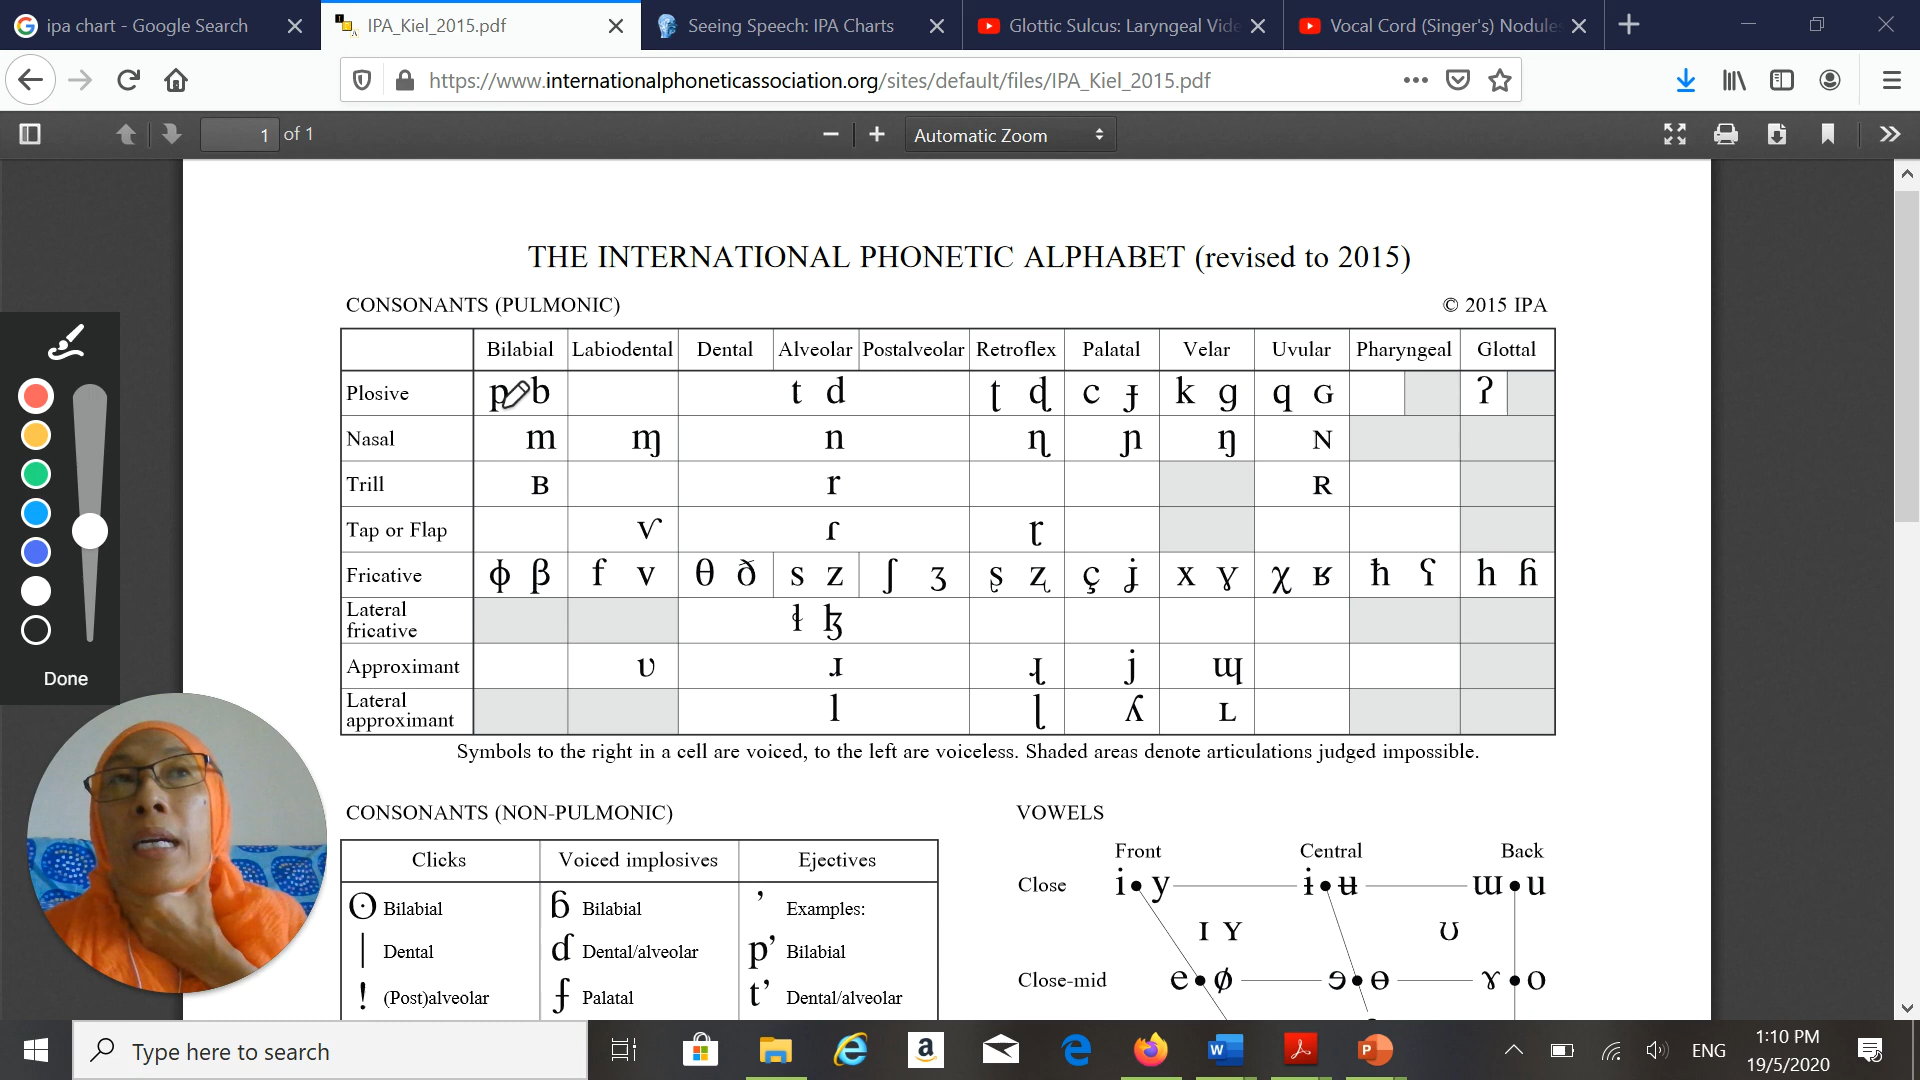 ipa chart - Google Search
IPA_Kiel_2015.pdf
Seeing Speech: IPA Charts
Glottic Sulcus: Laryngeal Vide
Vocal Cord (Singer's) Nodules
https://www.internationalphoneticassociation.org/sites/default/files/IPA_Kiel_2015.pdf
1 of 1
Automatic Zoom
THE INTERNATIONAL PHONETIC ALPHABET (revised to 2015)
CONSONANTS (PULMONIC)
© 2015 IPA
Bilabial Labiodental Dental Alveolar Postalveolar Retroflex Palatal Velar Uvular Pharyngeal Glottal
Plosive p b t d ʈ ɖ c ɟ k ɡ q ɢ ʔ
Nasal m ɱ n ɳ ɲ ŋ ɴ
Trill ʙ r ʀ
Tap or Flap ⱱ ɾ ɽ
Fricative ɸ β f v θ ð s z ʃ ʒ ʂ ʐ ç ʝ x ɣ χ ʁ ħ ʕ h ɦ
Lateral
fricative ɬ ɮ
Approximant ʋ ɹ ɻ j ɰ
Lateral
approximant l ɭ ʎ ʟ
Symbols to the right in a cell are voiced, to the left are voiceless. Shaded areas denote articulations judged impossible.
Done
CONSONANTS (NON-PULMONIC)
Clicks Voiced implosives Ejectives
ʘ Bilabial ɓ Bilabial ʼ Examples:
ǀ Dental ɗ Dental/alveolar pʼ Bilabial
ǃ (Post)alveolar ʄ Palatal tʼ Dental/alveolar
VOWELS
Front Central Back
Close i y ɨ ʉ ɯ u
ɪ ʏ ʊ
Close-mid e ø ɘ ɵ ɤ o
Type here to search
ENG
1:10 PM
19/5/2020